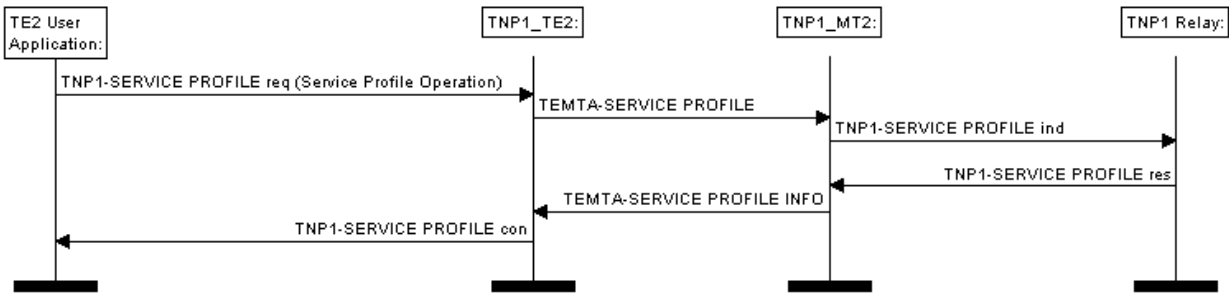 TE2 User
Application:
TNP1_TE2:
TNP1_MT2:
TNP1 Relay:
TNP1-SERVICE PROFILE req (Service Profile Operation)
TEMTA-SERVICE PROFILE
TNP1-SERVICE PROFILE ind
TNP1-SERVICE PROFILE res
TEMTA-SERVICE PROFILE INFO
TNP1-SERVICE PROFILE con